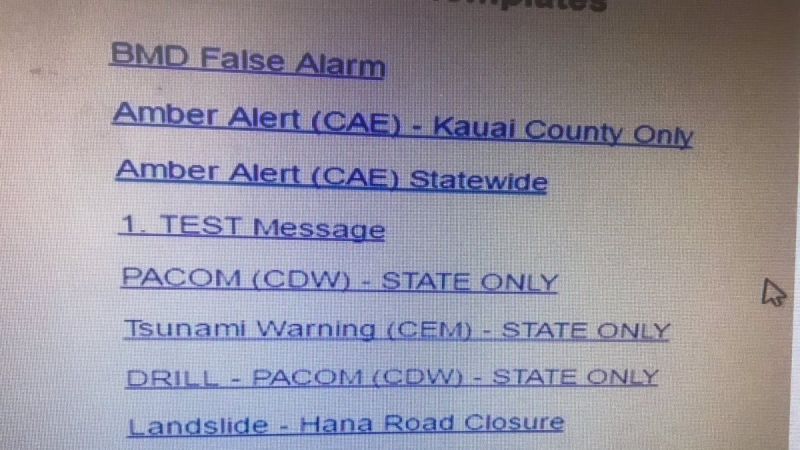 Templates
BMD False Alarm
Amber Alert (CAE) - Kauai County Only
Amber Alert (CAE) Statewide
1. TEST Message
PACOM (CDW) - STATE ONLY
Tsunami Warning (CEM) - STATE ONLY
DRILL - PACOM (CDW) - STATE ONLY
Landslide - Hana Road Closure